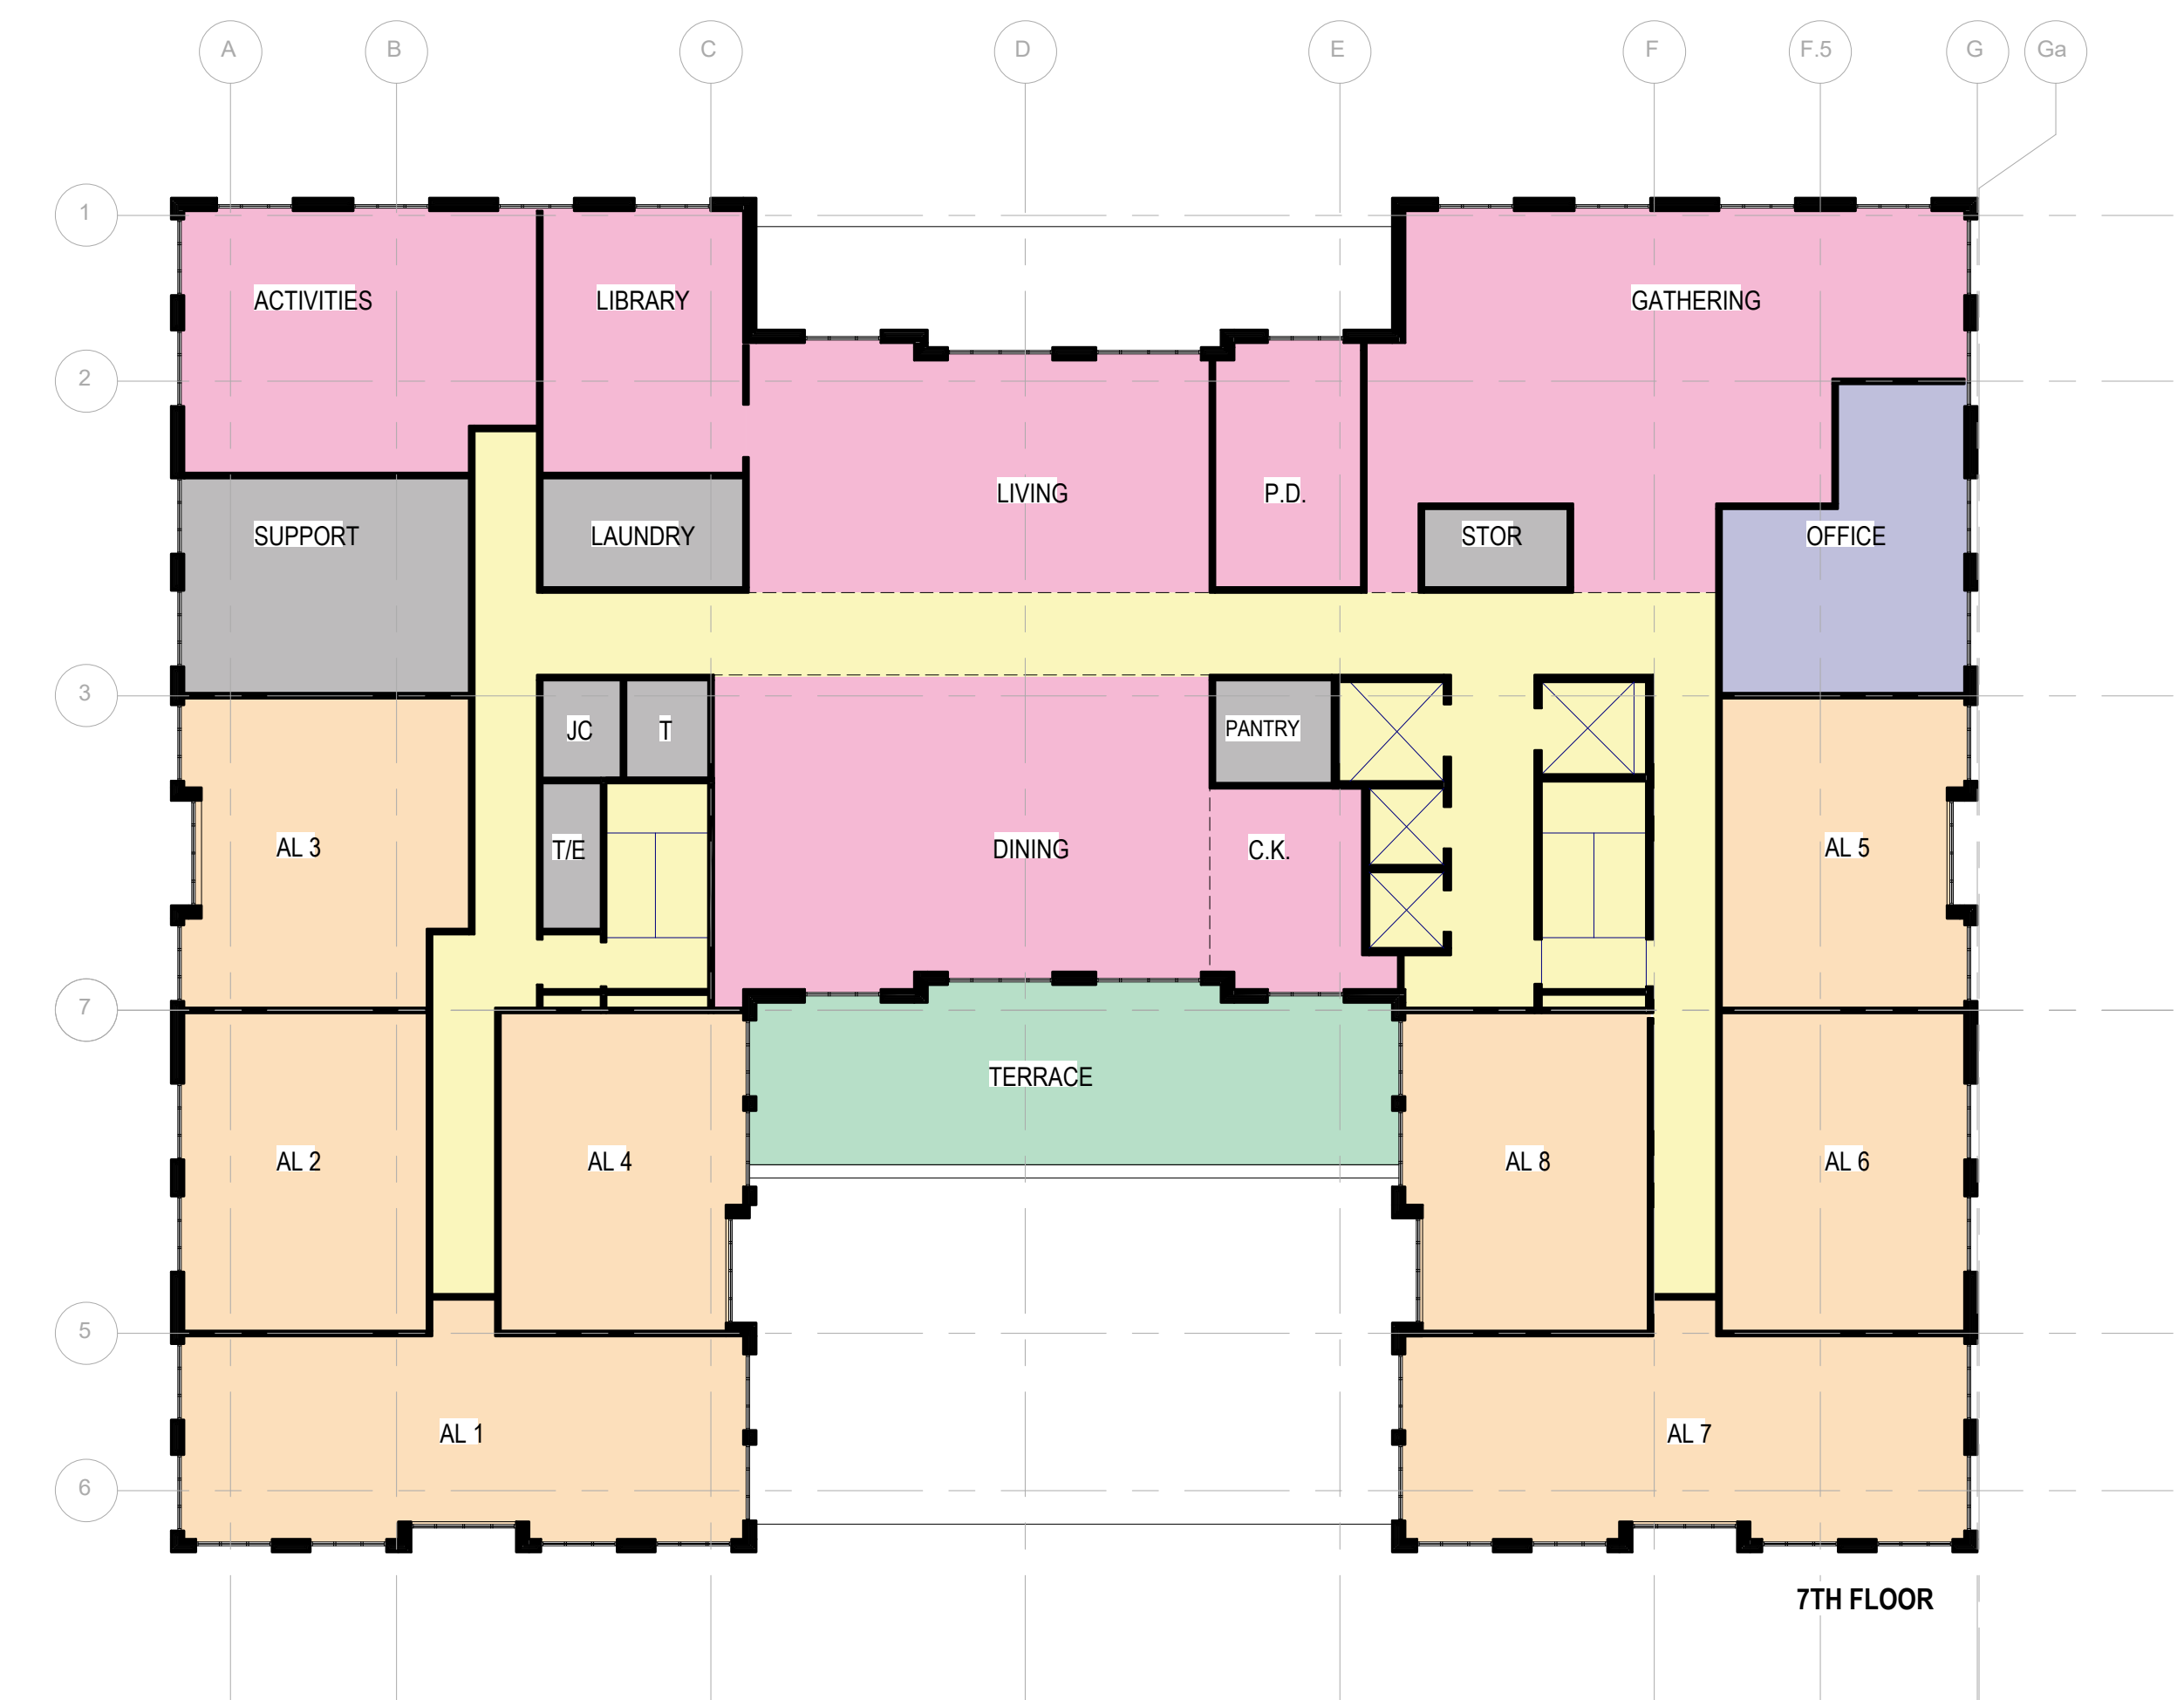 A B C D E F F.5 G Ga
1
ACTIVITIES LIBRARY GATHERING
2
LIVING P.D.
SUPPORT LAUNDRY STOR OFFICE
3
JC T PANTRY
AL 3 T/E DINING C.K. AL 5
7
TERRACE
AL 2 AL 4 AL 8 AL 6
5
AL 1 AL 7
6
7TH FLOOR